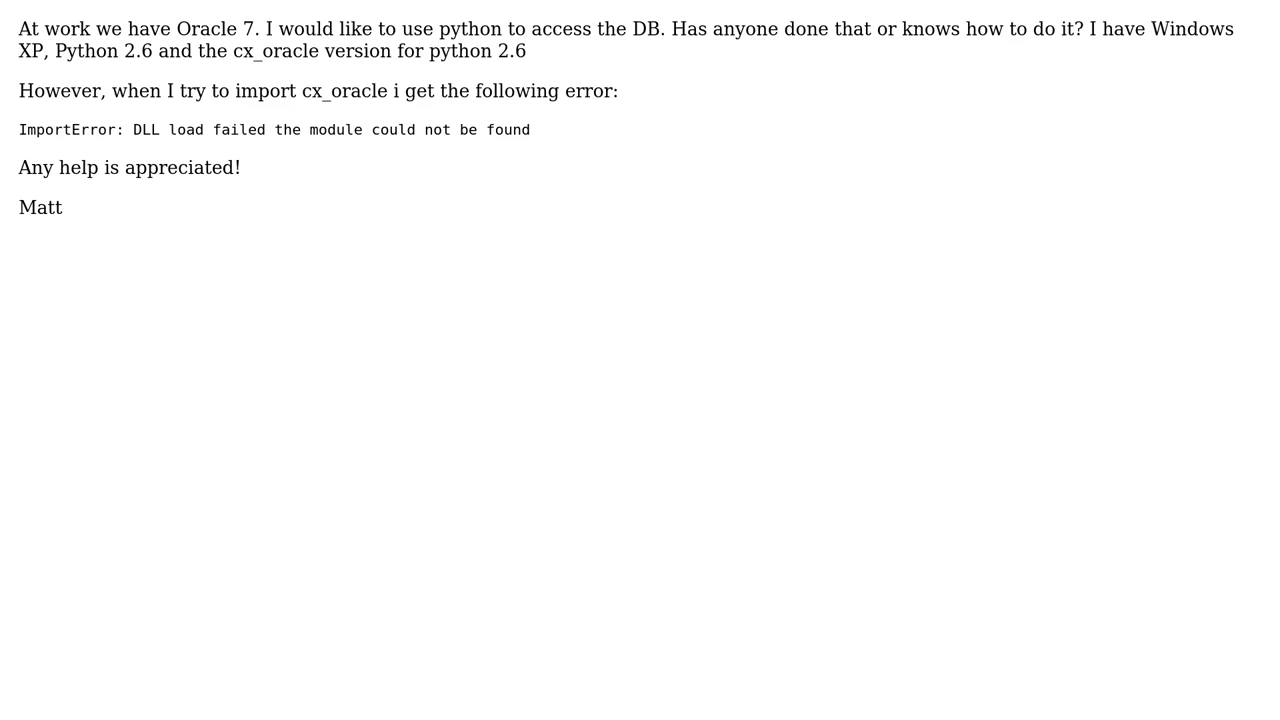 At work we have Oracle 7. I would like to use python to access the DB. Has anyone done that or knows how to do it? I have Windows
XP, Python 2.6 and the cx_oracle version for python 2.6
However, when I try to import cx_oracle i get the following error:
ImportError: DLL load failed the module could not be found
Any help is appreciated!
Matt